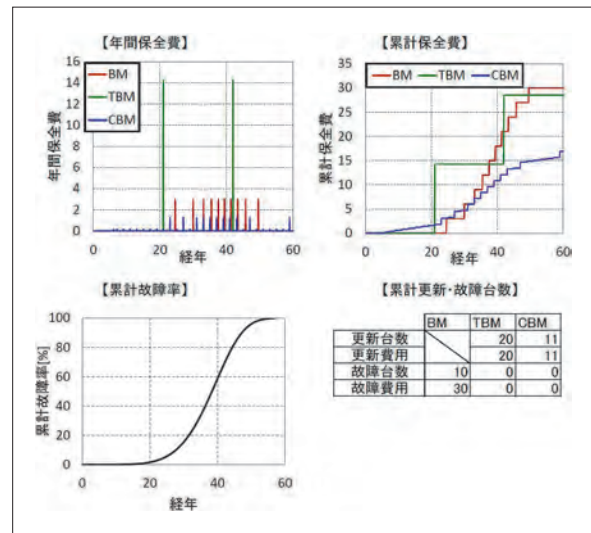 【年間保全費】
年間保全費
16
14
12
10
8
6
4
2
0
BM
TBM
CBM
0 20 40 60
経年
【累計保全費】
累計保全費
35
30
25
20
15
10
5
0
BM TBM CBM
0 20 40 60
経年
【累計故障率】
累計故障率[%]
100
80
60
40
20
0
0 20 40 60
経年
【累計更新・故障台数】
BM TBM CBM
更新台数 20 11
更新費用 20 11
故障台数 10 0 0
故障費用 30 0 0